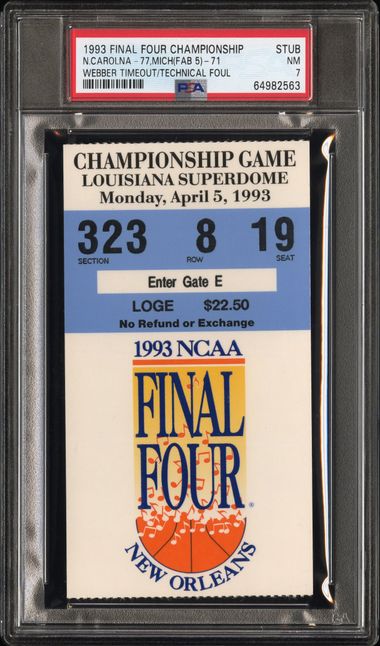 1993 FINAL FOUR CHAMPIONSHIP STUB
N.CAROLNA -77,MICH(FAB 5)-71 NM
WEBBER TIMEOUT/TECHNICAL FOUL 7
PSA 64982563
CHAMPIONSHIP GAME
LOUISIANA SUPERDOME
Monday, April 5, 1993
323 8 19
SECTION ROW SEAT
Enter Gate E
LOGE $22.50
No Refund or Exchange
1993 NCAA
FINAL
FOUR®
NEW ORLEANS